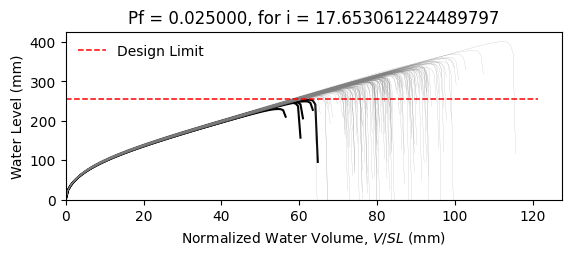 Pf = 0.025000, for i = 17.653061224489797
Design Limit
Water Level (mm)
400
300
200
100
0
0 20 40 60 80 100 120
Normalized Water Volume, V/SL (mm)